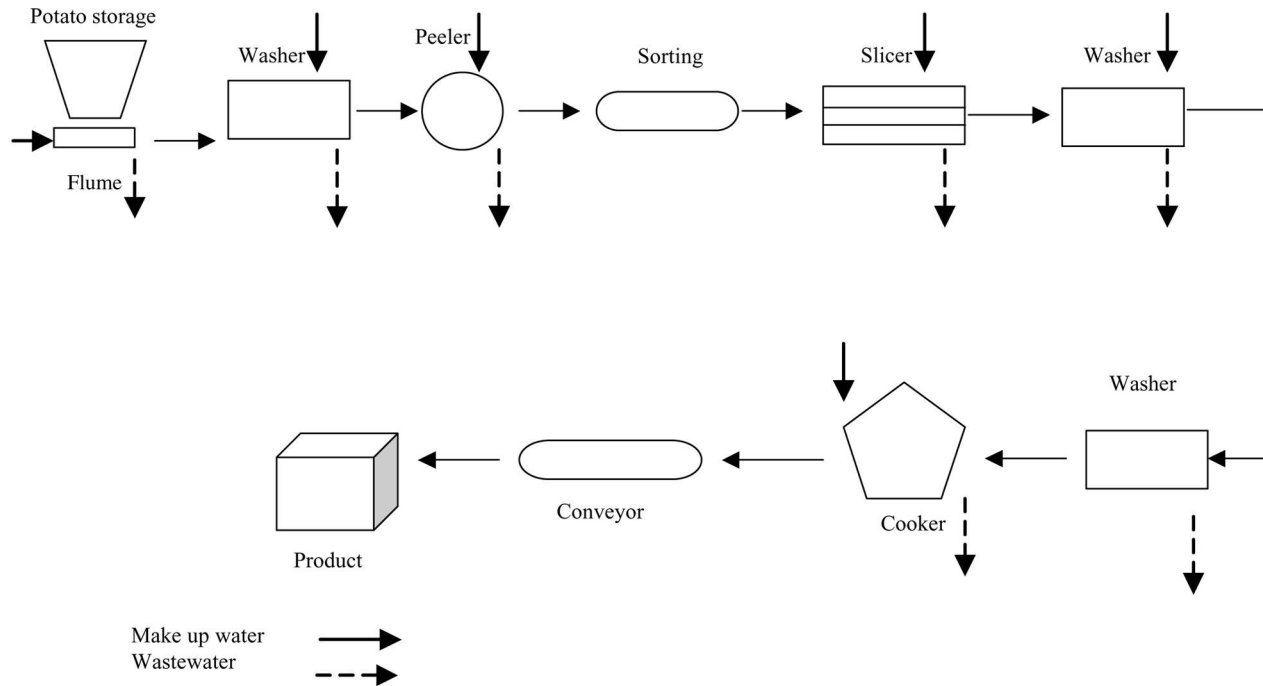 Potato storage
Washer
Peeler
Sorting
Slicer
Washer
Flume
Washer
Conveyor
Cooker
Product
Make up water
Wastewater